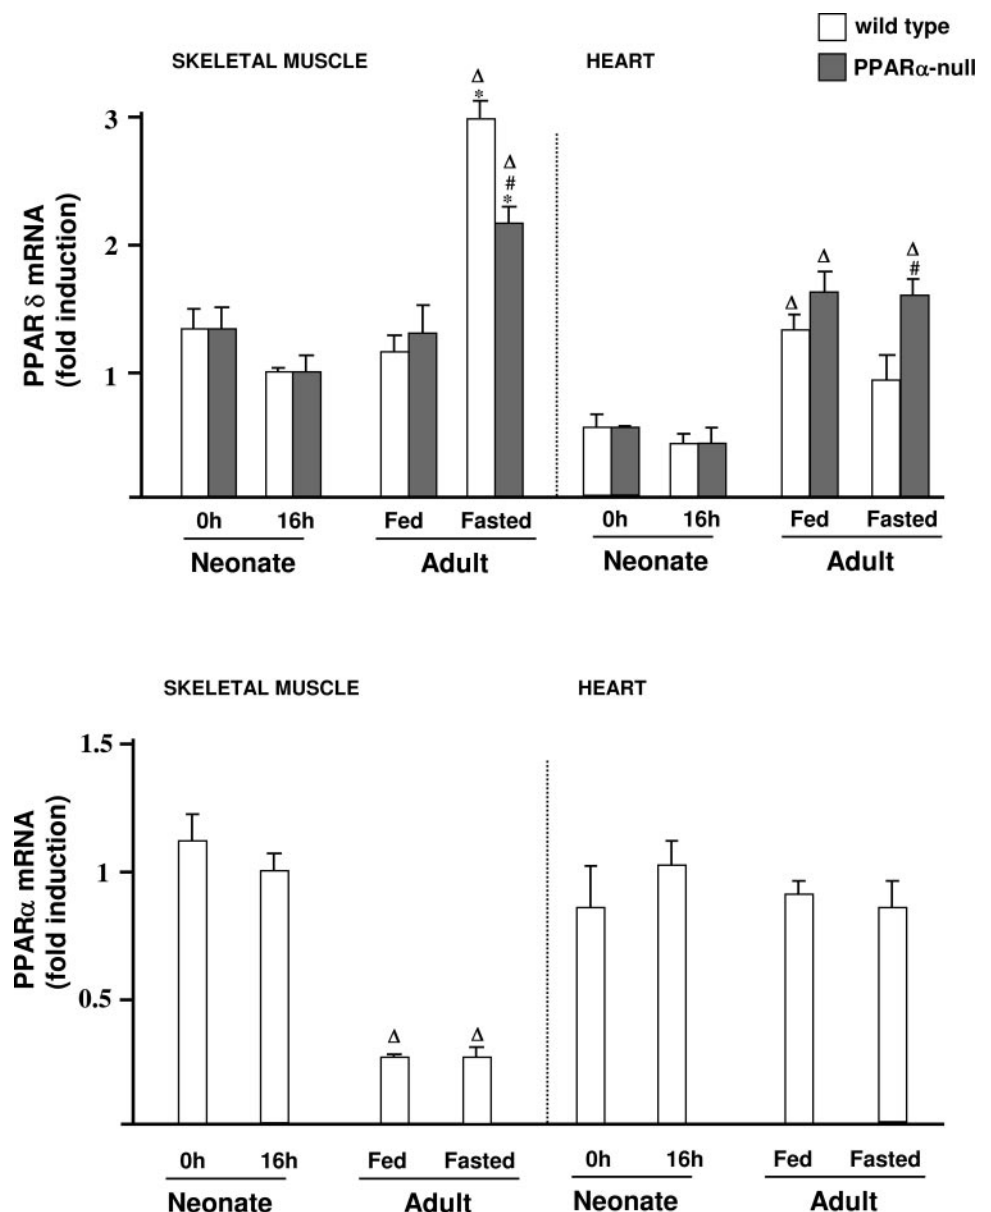 wild type
PPARα-null
SKELETAL MUSCLE HEART
PPAR δ mRNA
(fold induction)
3
2
1
Δ
*
Δ
#
*
Δ
Δ
Δ
#
0h 16h Fed Fasted 0h 16h Fed Fasted
Neonate Adult Neonate Adult
SKELETAL MUSCLE HEART
PPARα mRNA
(fold induction)
1.5
1
0.5
Δ Δ
0h 16h Fed Fasted 0h 16h Fed Fasted
Neonate Adult Neonate Adult